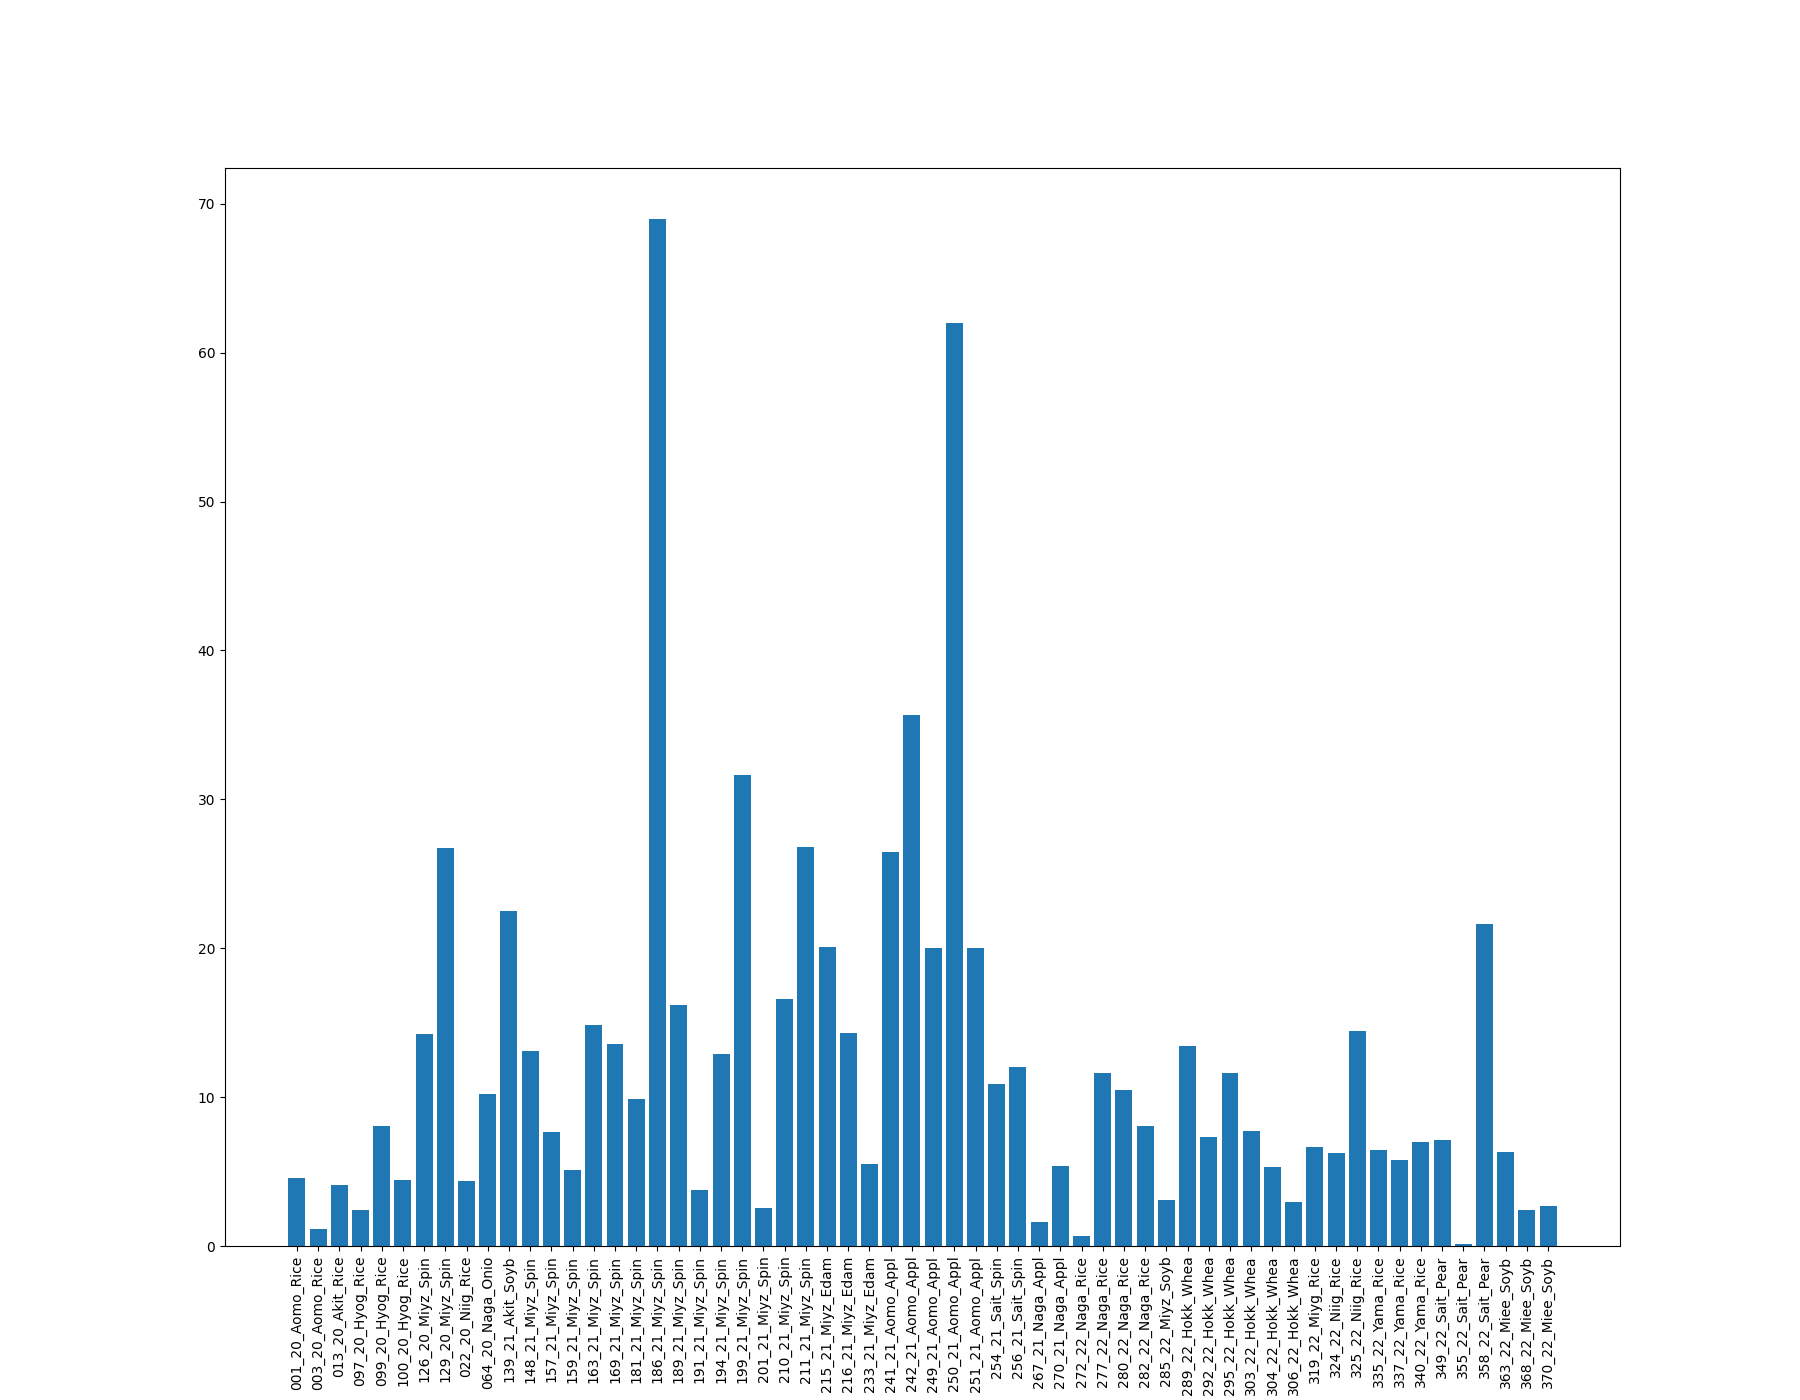 70
60
50
40
30
20
10
0
001_20_Aomo_Rice
003_20_Aomo_Rice
013_20_Akit_Rice
097_20_Hyog_Rice
099_20_Hyog_Rice
100_20_Hyog_Rice
126_20_Miyz_Spin
129_20_Miyz_Spin
022_20_Niig_Rice
064_20_Naga_Onio
139_21_Akit_Soyb
148_21_Miyz_Spin
157_21_Miyz_Spin
159_21_Miyz_Spin
163_21_Miyz_Spin
169_21_Miyz_Spin
181_21_Miyz_Spin
186_21_Miyz_Spin
189_21_Miyz_Spin
191_21_Miyz_Spin
194_21_Miyz_Spin
199_21_Miyz_Spin
201_21_Miyz_Spin
210_21_Miyz_Spin
211_21_Miyz_Spin
215_21_Miyz_Edam
216_21_Miyz_Edam
233_21_Miyz_Edam
241_21_Aomo_Appl
242_21_Aomo_Appl
249_21_Aomo_Appl
250_21_Aomo_Appl
251_21_Aomo_Appl
254_21_Sait_Spin
256_21_Sait_Spin
267_21_Naga_Appl
270_21_Naga_Appl
272_22_Naga_Rice
277_22_Naga_Rice
280_22_Naga_Rice
282_22_Naga_Rice
285_22_Miyz_Soyb
289_22_Hokk_Whea
292_22_Hokk_Whea
295_22_Hokk_Whea
303_22_Hokk_Whea
304_22_Hokk_Whea
306_22_Hokk_Whea
319_22_Miyg_Rice
324_22_Niig_Rice
325_22_Niig_Rice
335_22_Yama_Rice
337_22_Yama_Rice
340_22_Yama_Rice
349_22_Sait_Pear
355_22_Sait_Pear
358_22_Sait_Pear
363_22_Miee_Soyb
368_22_Miee_Soyb
370_22_Miee_Soyb